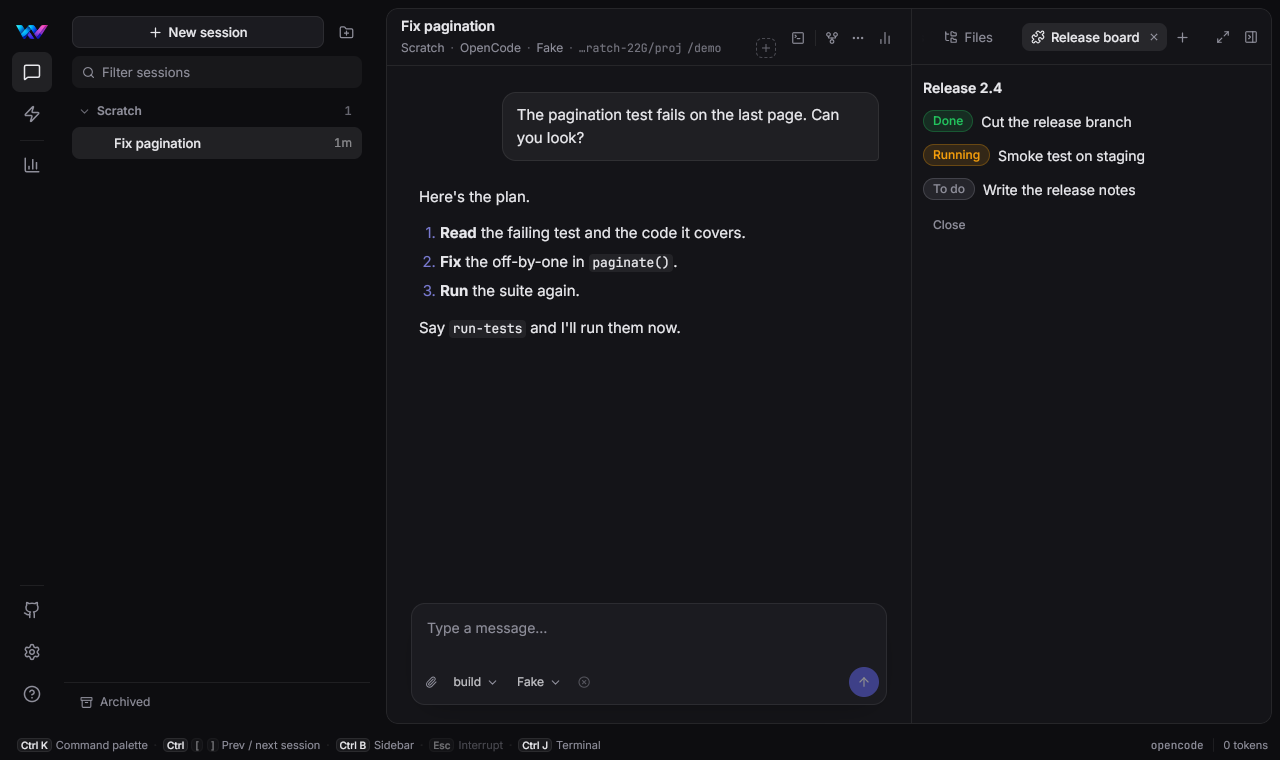 New session
Filter sessions
Scratch 1
Fix pagination 1m
Archived
Fix pagination
Scratch · OpenCode · Fake · …ratch-22G/proj /demo
The pagination test fails on the last page. Can
you look?
Here's the plan.
1. Read the failing test and the code it covers.
2. Fix the off-by-one in paginate().
3. Run the suite again.
Say run-tests and I'll run them now.
Type a message...
build Fake
Files Release board
Release 2.4
Done Cut the release branch
Running Smoke test on staging
To do Write the release notes
Close
Ctrl K Command palette · Ctrl [ ] Prev / next session · Ctrl B Sidebar · Esc Interrupt · Ctrl J Terminal
opencode 0 tokens